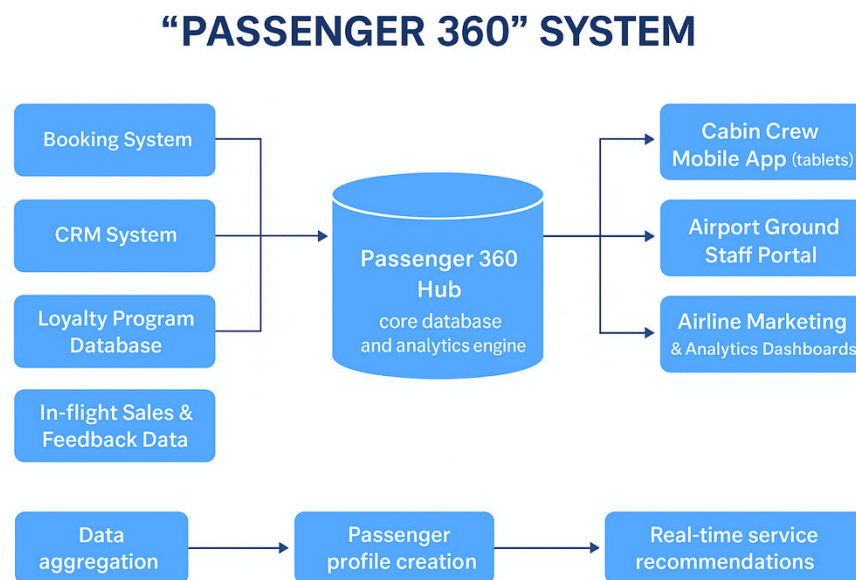 “PASSENGER 360” SYSTEM
Booking System
CRM System
Loyalty Program
Database
In-flight Sales &
Feedback Data
Passenger 360
Hub
core database
and analytics engine
Cabin Crew
Mobile App (tablets)
Airport Ground
Staff Portal
Airline Marketing
& Analytics Dashboards
Data
aggregation
Passenger
profile creation
Real-time service
recommendations